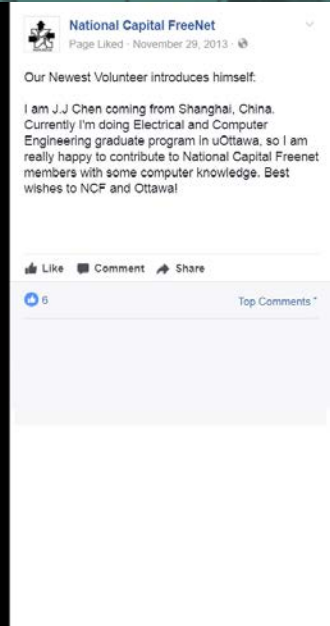 National Capital FreeNet
Page Liked · November 29, 2013 ·
Our Newest Volunteer introduces himself:
I am J.J Chen coming from Shanghai, China.
Currently I'm doing Electrical and Computer
Engineering graduate program in uOttawa, so I am
really happy to contribute to National Capital Freenet
members with some computer knowledge. Best
wishes to NCF and Ottawa!
Like Comment Share
6 Top Comments